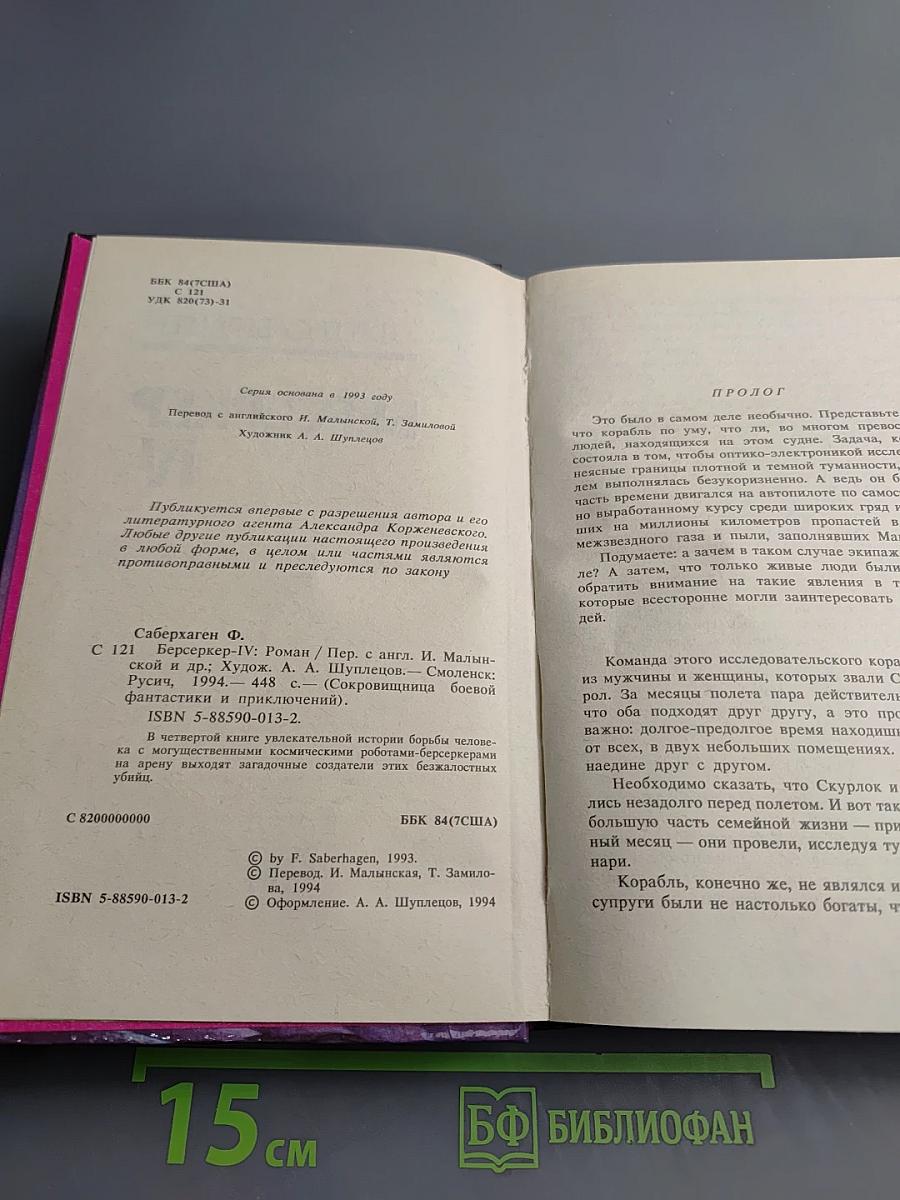 ББК 84(7США)
С 121
УДК 820(73)-31
Серия основана в 1993 году
Перевод с английского И. Малынской, Т. Замиловой
Художник А. А. Шуплецов
Публикуется впервые с разрешения автора и его
литературного агента Александра Корженевского.
Любые другие публикации настоящего произведения
в любой форме, в целом или частями являются
противоправными и преследуются по закону
Саберхаген Ф.
С 121 Берсеркер-IV: Роман / Пер. с англ. И. Малын-
ской и др.; Худож. А. А. Шуплецов.— Смоленск:
Русич, 1994.— 448 с.— (Сокровищница боевой
фантастики и приключений).
ISBN 5-88590-013-2.
В четвертой книге увлекательной истории борьбы челове-
ка с могущественными космическими роботами-берсеркерами
на арену выходят загадочные создатели этих безжалостных
убийц.
С 8200000000 ББК 84(7США)
© by F. Saberhagen, 1993.
© Перевод. И. Малынская, Т. Замило-
ва, 1994
ISBN 5-88590-013-2 © Оформление. А. А. Шуплецов, 1994
ПРОЛОГ
Это было в самом деле необычно. Представьте
что корабль по уму, что ли, во многом превос
людей, находящихся на этом судне. Задача, к
состояла в том, чтобы оптико-электроникой иссле
неясные границы плотной и темной туманности,
лем выполнялась безукоризненно. А ведь он б
часть времени двигался на автопилоте по самос
но выработанному курсу среди широких гряд и
ших на миллионы километров пропастей в
межзвездного газа и пыли, заполнявших Ма
Подумаете: а зачем в таком случае экипаж
ле? А затем, что только живые люди были
обратить внимание на такие явления в т
которые всесторонне могли заинтересовать
дей.
Команда этого исследовательского кора
из мужчины и женщины, которых звали С
рол. За месяцы полета пара действитель
что оба подходят друг другу, а это про
важно: долгое-предолгое время находиш
от всех, в двух небольших помещениях.
наедине друг с другом.
Необходимо сказать, что Скурлок и
лись незадолго перед полетом. И вот так
большую часть семейной жизни — при
ный месяц — они провели, исследуя ту
нари.
Корабль, конечно же, не являлся и
супруги были не настолько богаты, ч
15 см
БФ БИБЛИОФАН